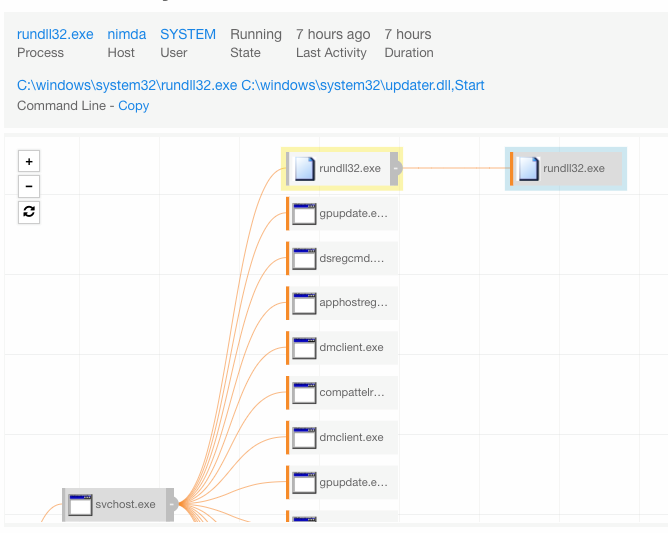 rundll32.exe nimda SYSTEM Running 7 hours ago 7 hours
Process Host User State Last Activity Duration
C:\windows\system32\rundll32.exe C:\windows\system32\updater.dll,Start
Command Line - Copy
+
−
rundll32.exe - rundll32.exe
gpupdate.e...
dsregcmd....
apphostreg...
dmclient.exe
compattelr...
dmclient.exe
gpupdate.e...
svchost.exe -